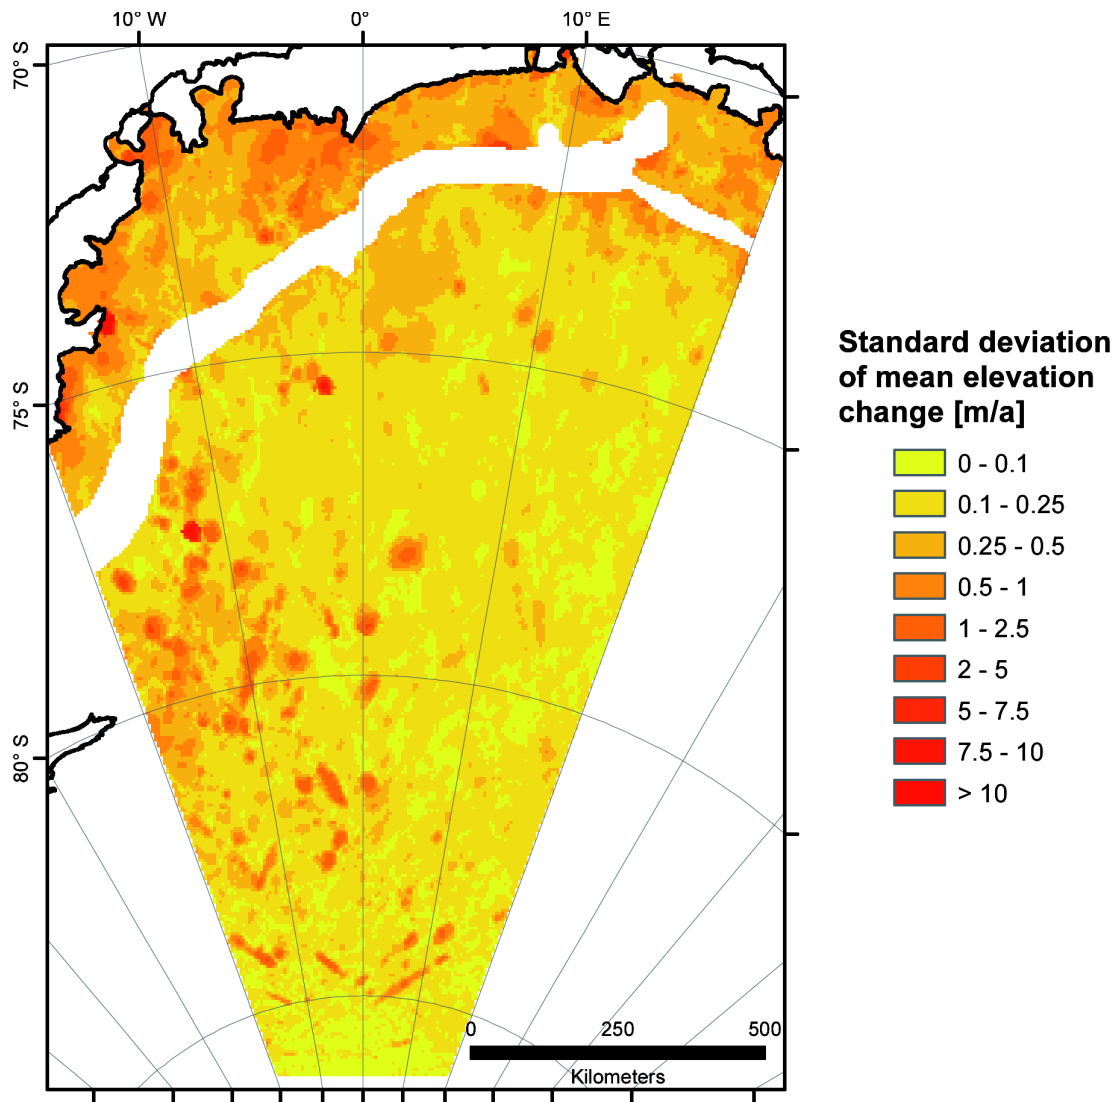 10° W
0°
10° E
70° S
75° S
80° S
Standard deviation
of mean elevation
change [m/a]
0 - 0.1
0.1 - 0.25
0.25 - 0.5
0.5 - 1
1 - 2.5
2 - 5
5 - 7.5
7.5 - 10
> 10
0 250 500
Kilometers